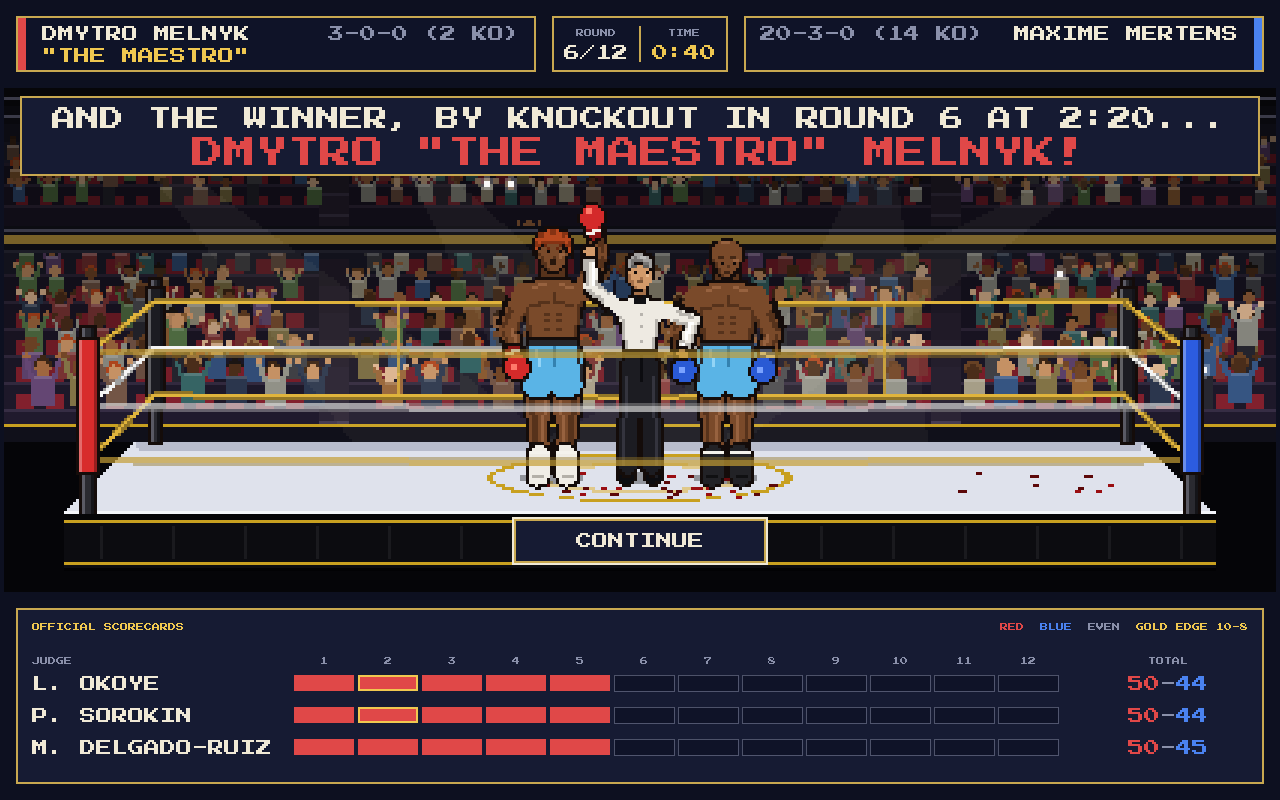 DMYTRO MELNYK 3-0-0 (2 KO)
"THE MAESTRO"
ROUND TIME
6/12 0:40
20-3-0 (14 KO) MAXIME MERTENS
AND THE WINNER, BY KNOCKOUT IN ROUND 6 AT 2:20...
DMYTRO "THE MAESTRO" MELNYK!
CONTINUE
OFFICIAL SCORECARDS RED BLUE EVEN GOLD EDGE 10-8
JUDGE 1 2 3 4 5 6 7 8 9 10 11 12 TOTAL
L. OKOYE 50-44
P. SOROKIN 50-44
M. DELGADO-RUIZ 50-45